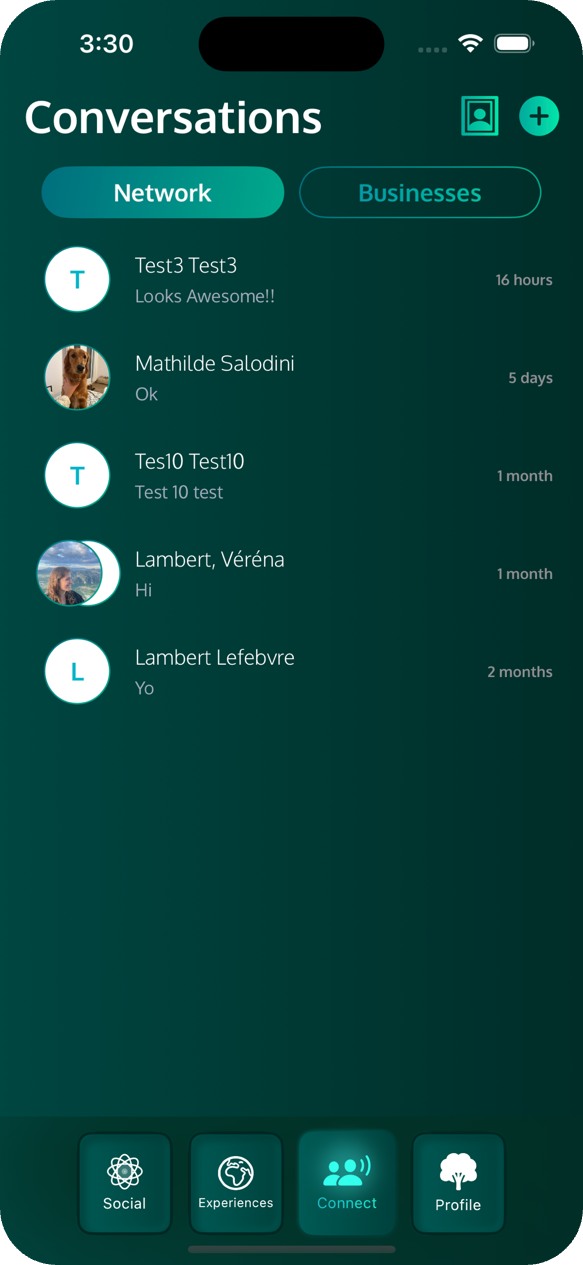 3:30
Conversations
Network
Businesses
T
Test3 Test3
Looks Awesome!!
16 hours
Mathilde Salodini
Ok
5 days
T
Tes10 Test10
Test 10 test
1 month
Lambert, Véréna
Hi
1 month
L
Lambert Lefebvre
Yo
2 months
Social
Experiences
Connect
Profile